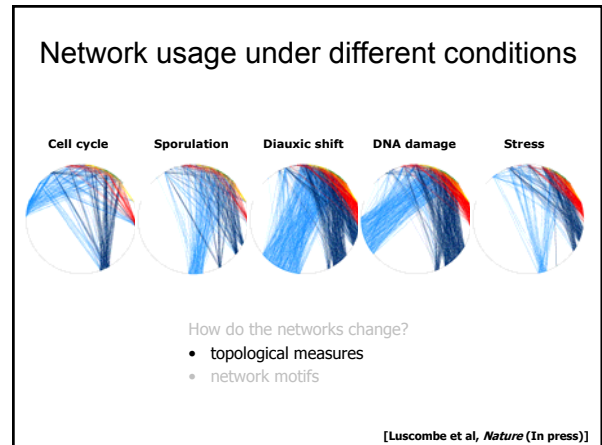 Network usage under different conditions
Cell cycle Sporulation Diauxic shift DNA damage Stress
How do the networks change?
• topological measures
• network motifs
[Luscombe et al, Nature (In press)]